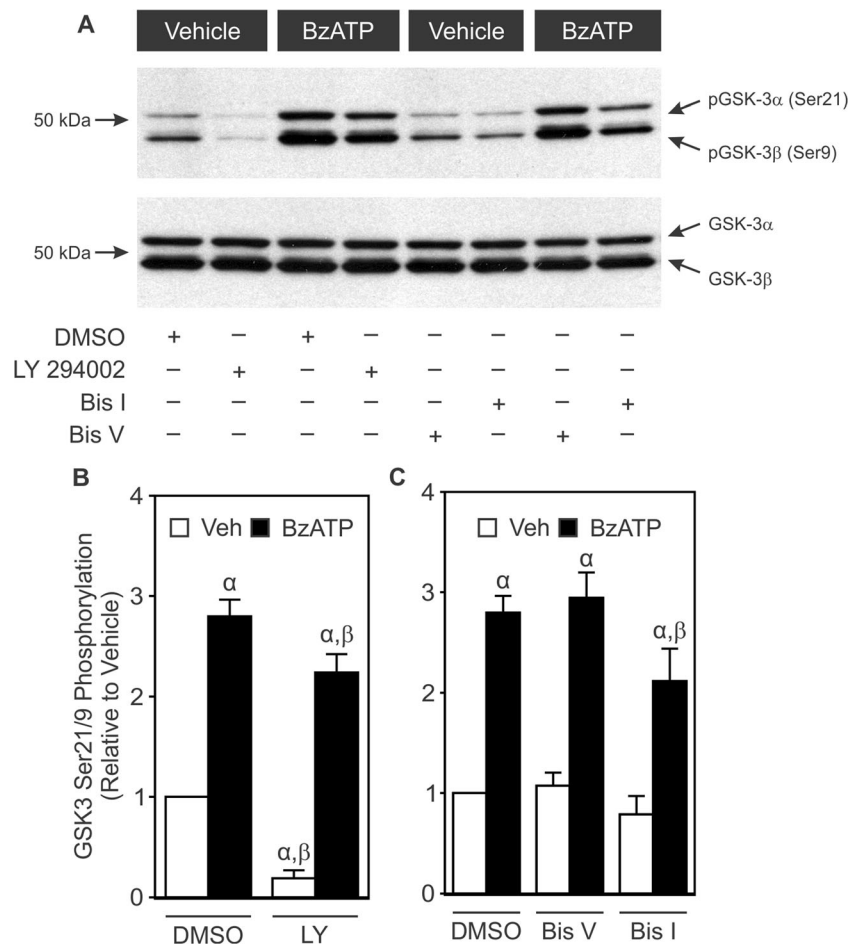 A
Vehicle BzATP Vehicle BzATP
50 kDa
pGSK-3α (Ser21)
pGSK-3β (Ser9)
50 kDa
GSK-3α
GSK-3β
DMSO + – + – – – – –
LY 294002 – + – + – – – –
Bis I – – – – – + – +
Bis V – – – – + – + –
B
GSK3 Ser21/9 Phosphorylation
(Relative to Vehicle)
4
3
2
1
0
Veh BzATP
α
α,β
α,β
DMSO LY
C
4
3
2
1
0
Veh BzATP
α
α
α,β
DMSO Bis V Bis I